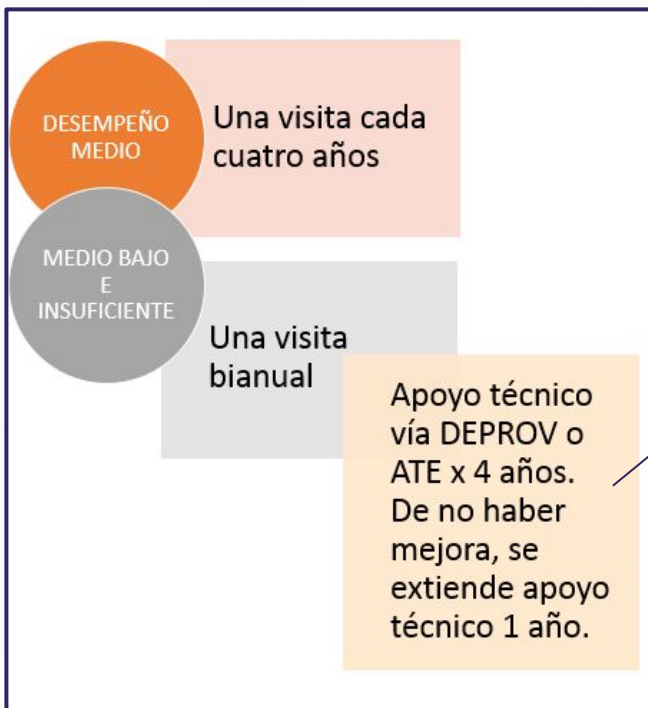 DESEMPEÑO
MEDIO
Una visita cada
cuatro años
MEDIO BAJO
E
INSUFICIENTE
Una visita
bianual
Apoyo técnico
vía DEPROV o
ATE x 4 años.
De no haber
mejora, se
extiende apoyo
técnico 1 año.